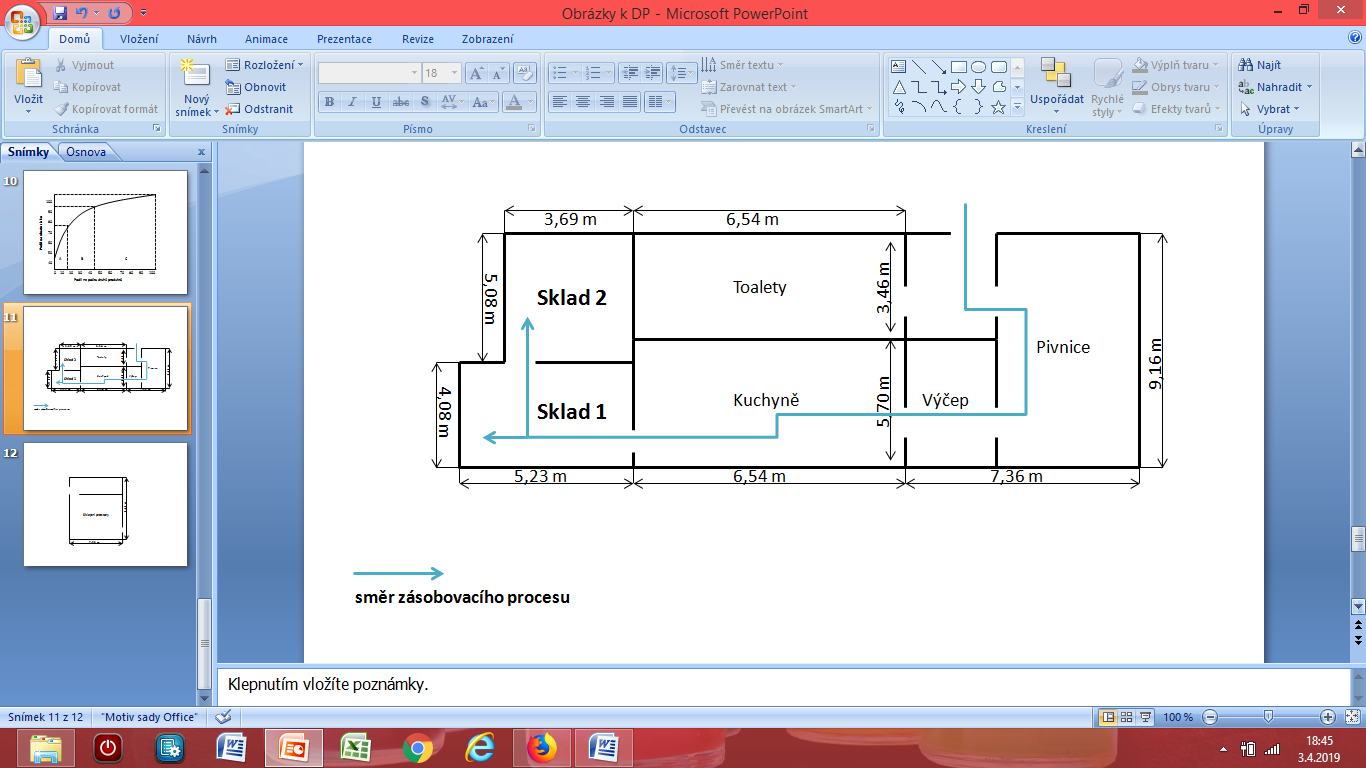 Obrázky k DP - Microsoft PowerPoint
Domů
Vložení
Návrh
Animace
Prezentace
Revize
Zobrazení
Vložit
Vyjmout
Kopírovat
Kopírovat formát
Schránka
Nový snímek
Rozložení
Obnovit
Odstranit
Snímky
18
B I U abc S AV Aa A
Písmo
Směr textu
Zarovnat text
Převést na obrázek SmartArt
Odstavec
Uspořádat
Rychlé styly
Výplň tvaru
Obrys tvaru
Efekty tvarů
Kreslení
Najít
Nahradit
Vybrat
Úpravy
Snímky
Osnova
10
11
12
3,69 m
6,54 m
5,08 m
Sklad 2
Toalety
3,46 m
Pivnice
9,16 m
4,08 m
Sklad 1
Kuchyně
5,70 m
Výčep
5,23 m
6,54 m
7,36 m
směr zásobovacího procesu
Klepnutím vložíte poznámky.
Snímek 11 z 12
"Motiv sady Office"
100 %
18:45
3.4.2019